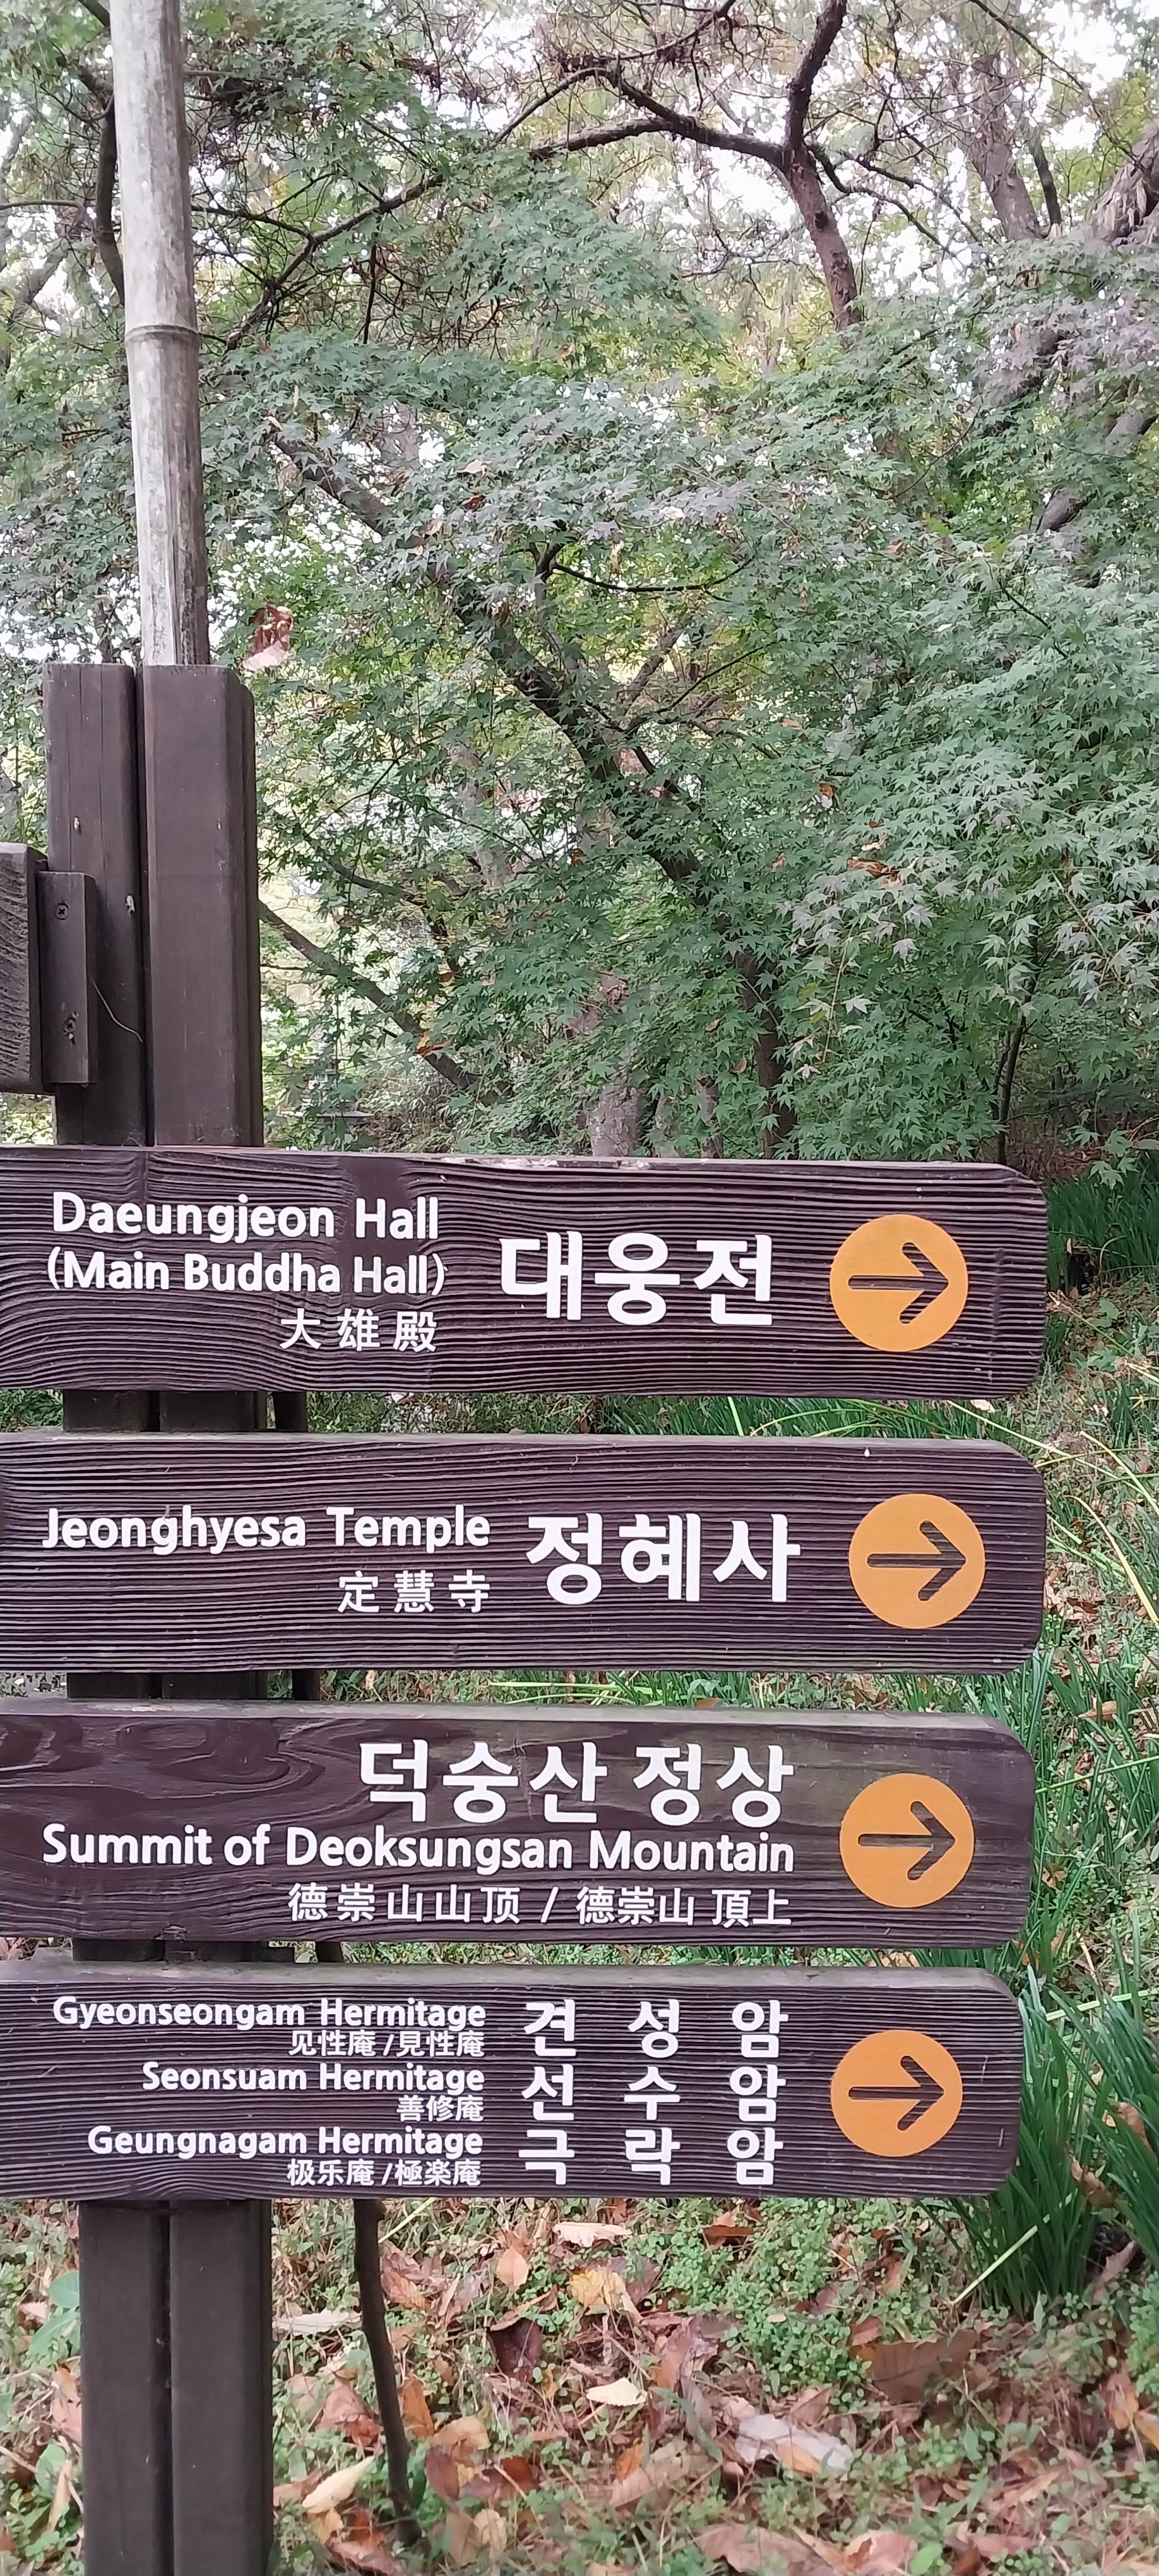 Daeungjeon Hall
(Main Buddha Hall)
大雄殿
대웅전
Jeonghyesa Temple
定慧寺
정혜사
덕숭산 정상
Summit of Deoksungsan Mountain
德崇山山顶 / 德崇山 頂上
Gyeonseongam Hermitage
见性庵 /見性庵
견 성 암
Seonsuam Hermitage
善修庵
선 수 암
Geungnagam Hermitage
极乐庵 /極楽庵
극 락 암